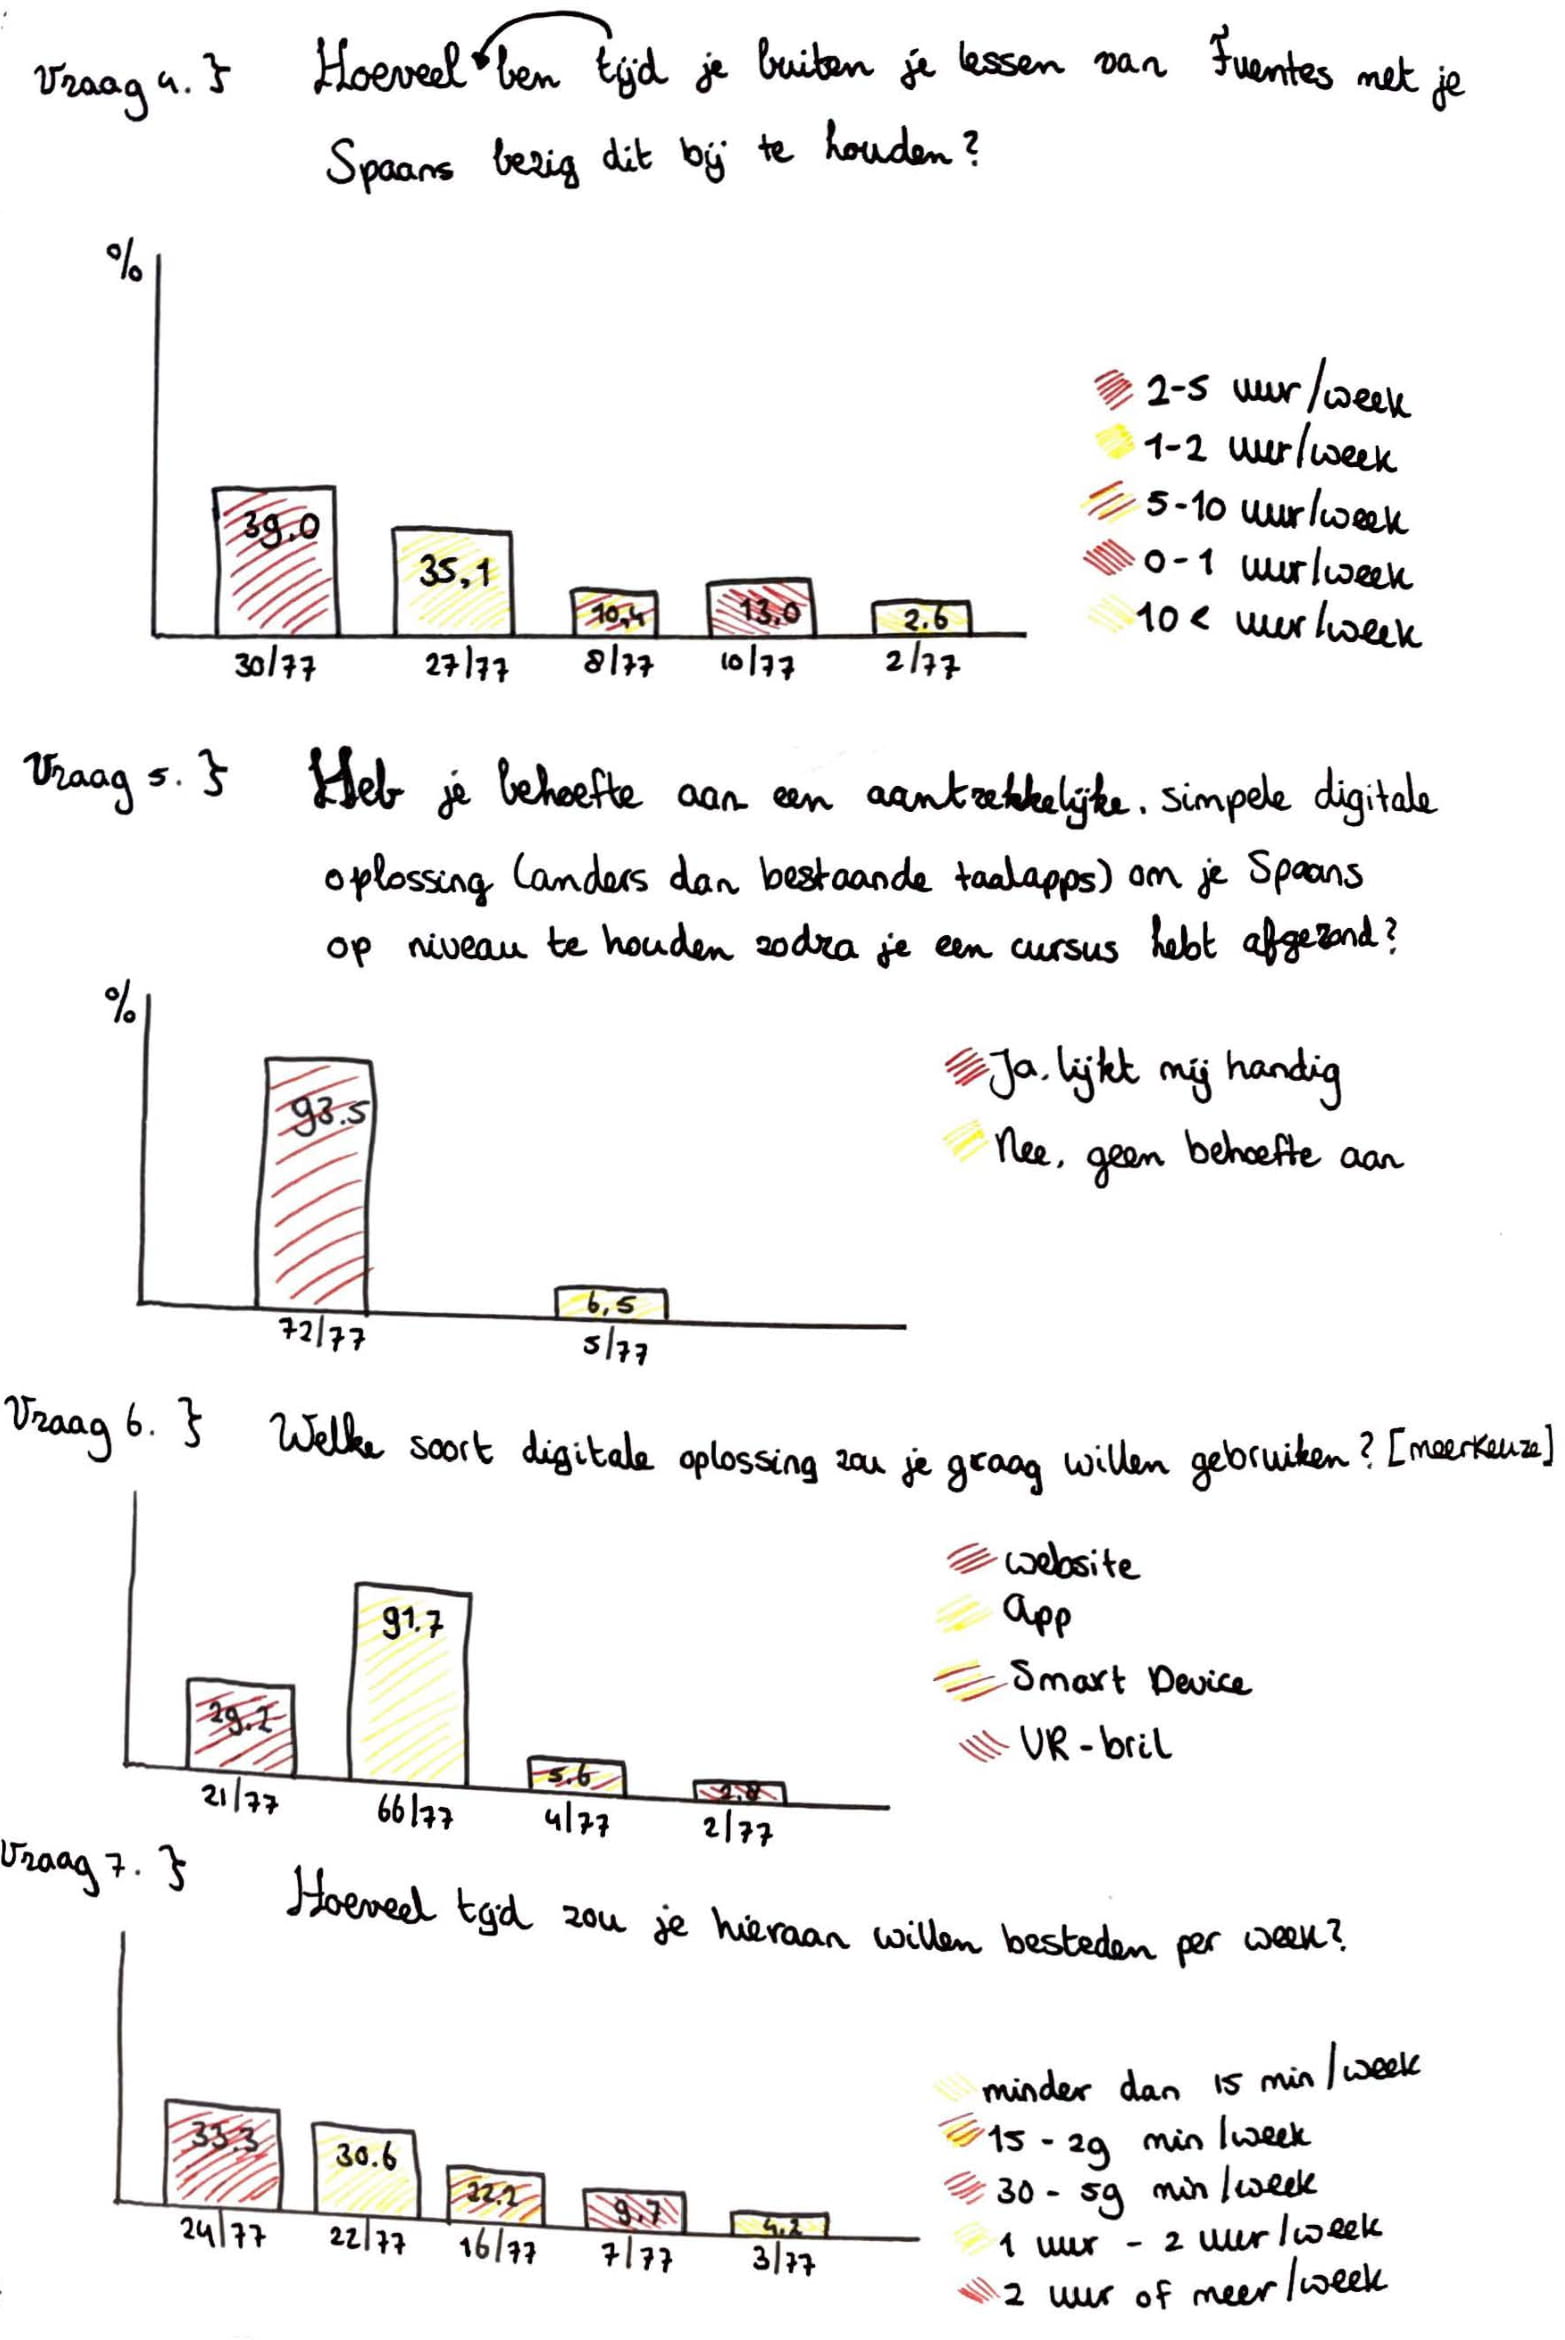 Vraag 4. } Hoeveel ben tijd je buiten je lessen van Fuentes met je
Spaans bezig dit bij te houden?
%
39.0
35,1
10,4
13.0
2.6
30/77
27/77
8/77
10/77
2/77
2-5 uur/week
1-2 uur/week
5-10 uur/week
0-1 uur/week
10 < uur/week
Vraag 5. } Heb je behoefte aan een aantrekkelijke, simpele digitale
oplossing (anders dan bestaande taalapps) om je Spaans
op niveau te houden zodra je een cursus hebt afgerond?
%
93.5
6,5
72/77
5/77
Ja, lijkt mij handig
Nee, geen behoefte aan
Vraag 6. } Welke soort digitale oplossing zou je graag willen gebruiken? [meerkeuze]
29.2
91.7
5.6
2.8
21/77
66/77
4/77
2/77
website
app
Smart Device
VR-bril
Vraag 7. } Hoeveel tijd zou je hieraan willen besteden per week?
33.3
30.6
22.2
9.7
4.2
24/77
22/77
16/77
7/77
3/77
minder dan 15 min/week
15 - 29 min/week
30 - 59 min/week
1 uur - 2 uur/week
2 uur of meer/week